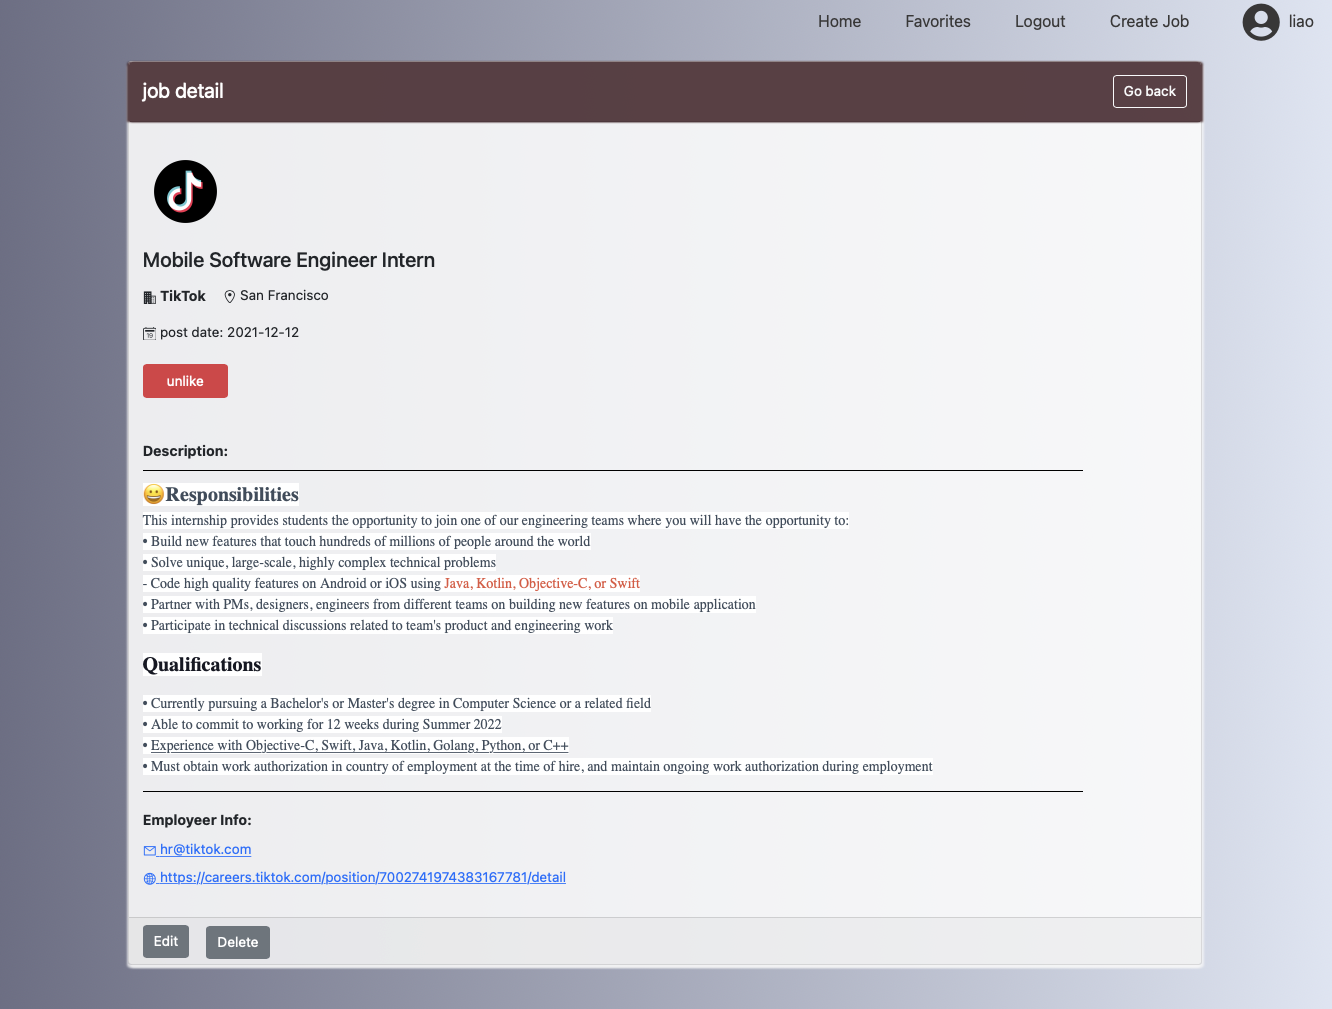 Home Favorites Logout Create Job liao
job detail Go back
Mobile Software Engineer Intern
TikTok San Francisco
post date: 2021-12-12
unlike
Description:
😀Responsibilities
This internship provides students the opportunity to join one of our engineering teams where you will have the opportunity to:
• Build new features that touch hundreds of millions of people around the world
• Solve unique, large-scale, highly complex technical problems
- Code high quality features on Android or iOS using Java, Kotlin, Objective-C, or Swift
• Partner with PMs, designers, engineers from different teams on building new features on mobile application
• Participate in technical discussions related to team's product and engineering work
Qualifications
• Currently pursuing a Bachelor's or Master's degree in Computer Science or a related field
• Able to commit to working for 12 weeks during Summer 2022
• Experience with Objective-C, Swift, Java, Kotlin, Golang, Python, or C++
• Must obtain work authorization in country of employment at the time of hire, and maintain ongoing work authorization during employment
Employeer Info:
hr@tiktok.com
https://careers.tiktok.com/position/7002741974383167781/detail
Edit Delete